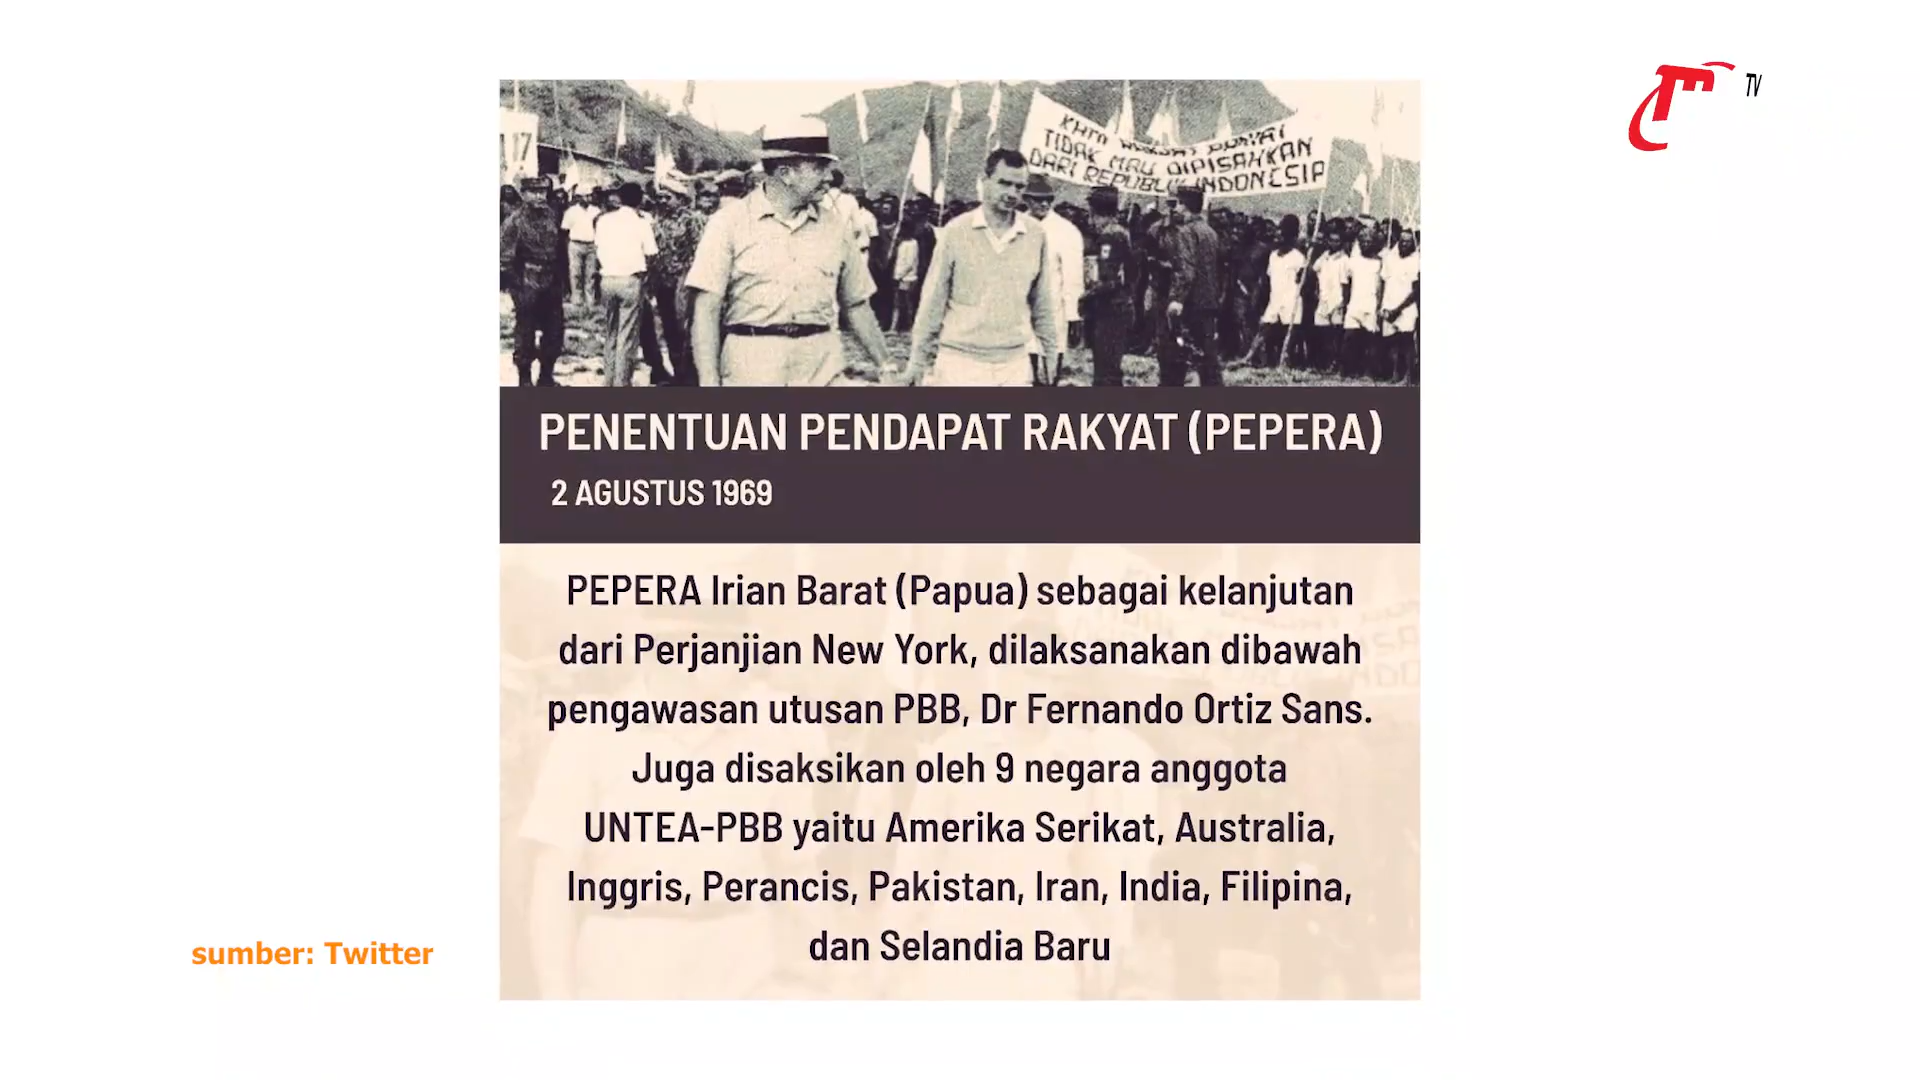 TV
17
TIDAK MAU DIPISAHKAN
DARI REPUBLIK INDONESIA
PENENTUAN PENDAPAT RAKYAT (PEPERA)
2 AGUSTUS 1969
PEPERA Irian Barat (Papua) sebagai kelanjutan
dari Perjanjian New York, dilaksanakan dibawah
pengawasan utusan PBB, Dr Fernando Ortiz Sans.
Juga disaksikan oleh 9 negara anggota
UNTEA-PBB yaitu Amerika Serikat, Australia,
Inggris, Perancis, Pakistan, Iran, India, Filipina,
dan Selandia Baru
sumber: Twitter